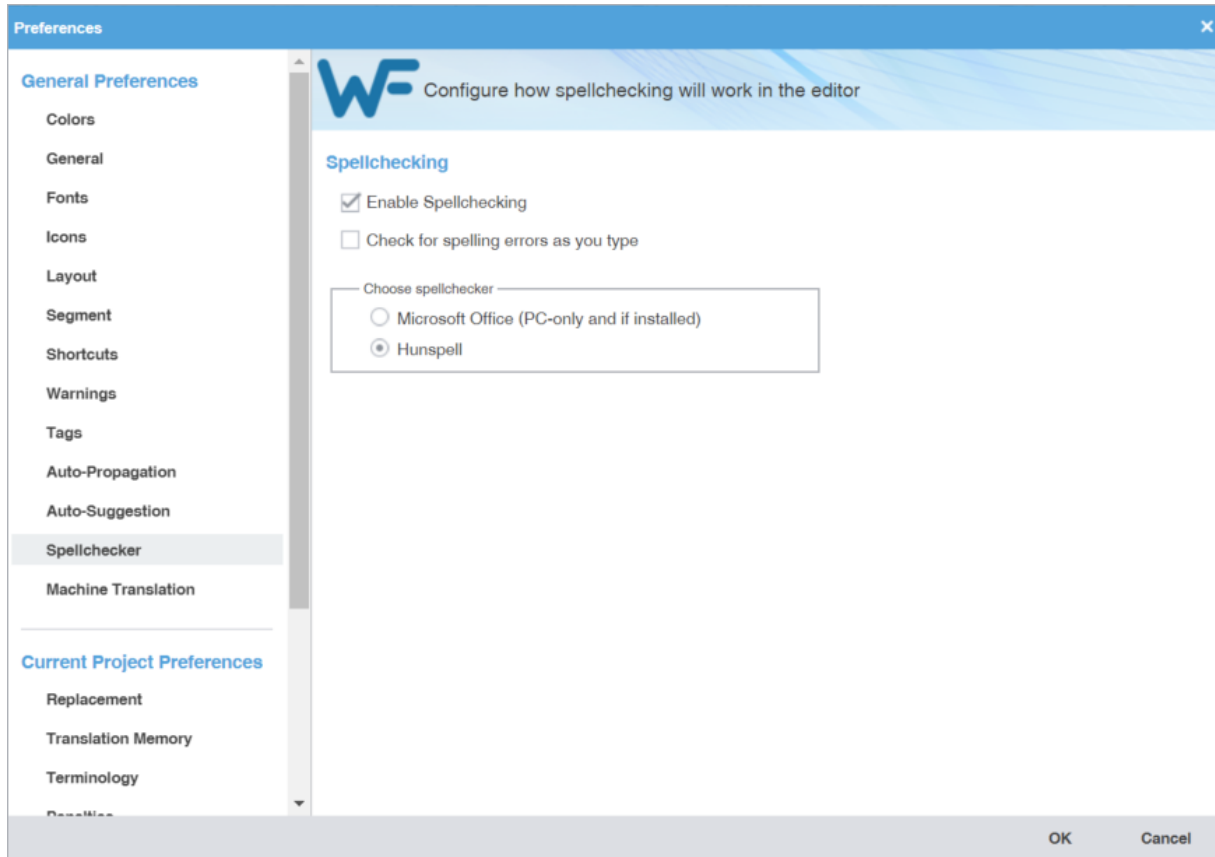 Preferences
General Preferences
Colors
General
Fonts
Icons
Layout
Segment
Shortcuts
Warnings
Tags
Auto-Propagation
Auto-Suggestion
Spellchecker
Machine Translation
Current Project Preferences
Replacement
Translation Memory
Terminology
Penalties
WF
Configure how spellchecking will work in the editor
Spellchecking
Enable Spellchecking
Check for spelling errors as you type
Choose spellchecker
Microsoft Office (PC-only and if installed)
Hunspell
OK
Cancel